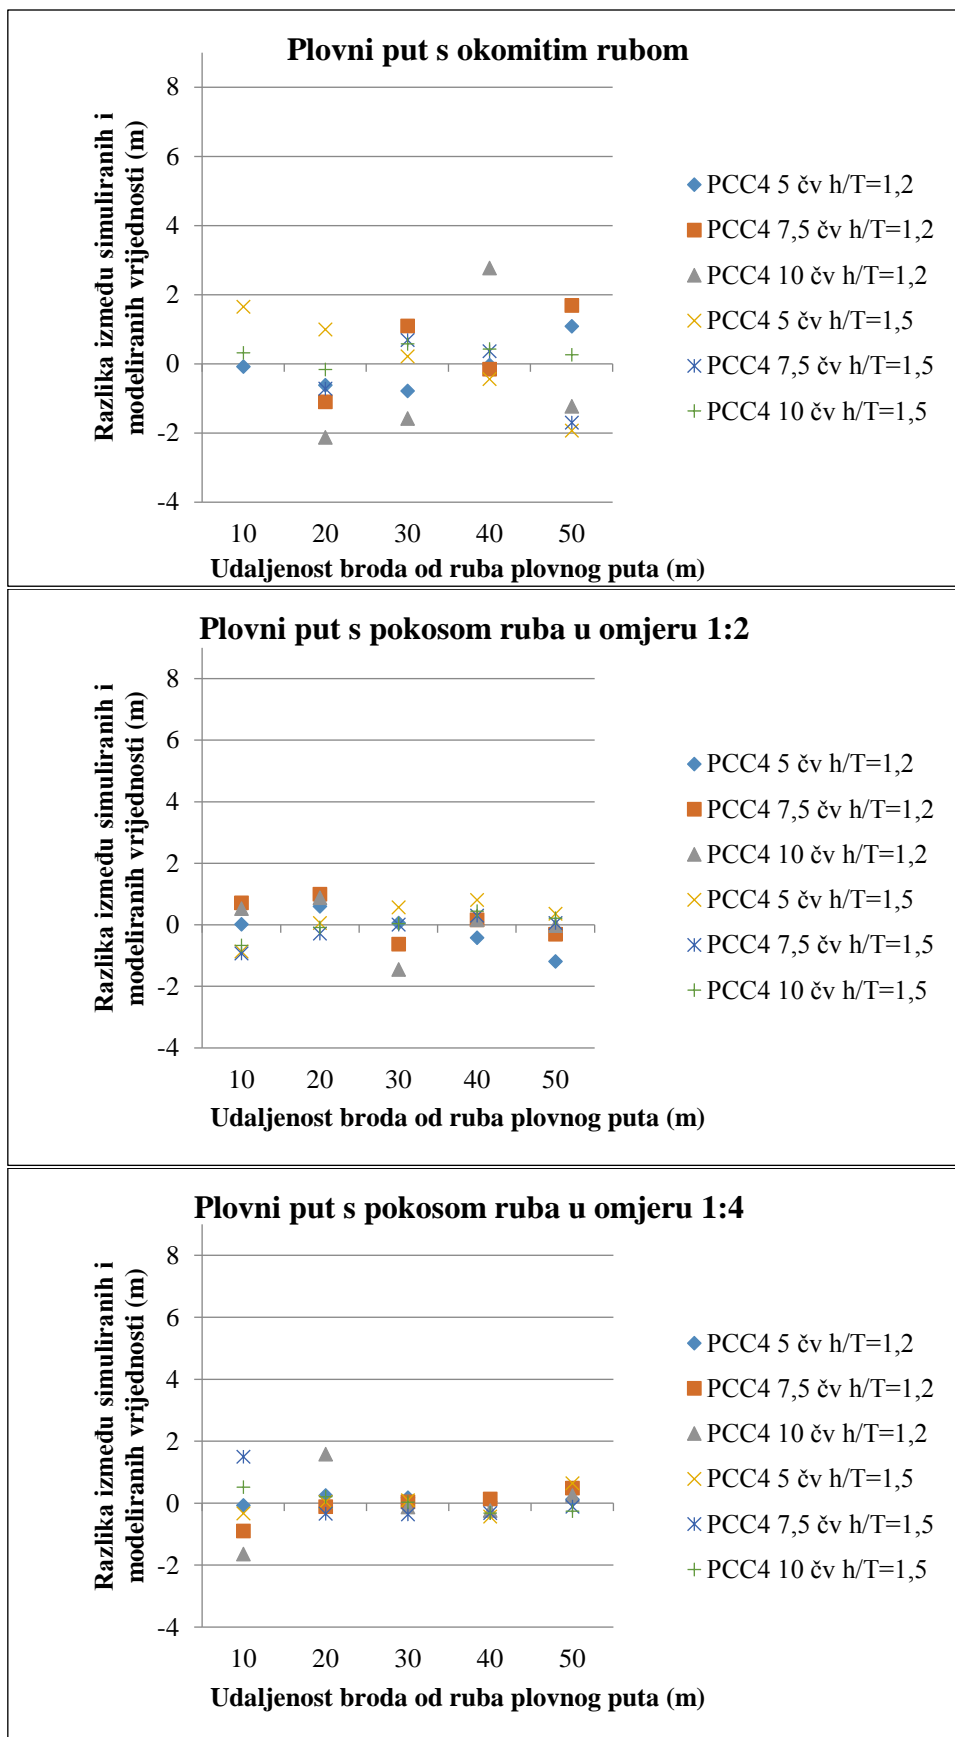 Plovni put s okomitim rubom
Razlika između simuliranih i
modeliranih vrijednosti (m)
8
6
4
2
0
-2
-4
10 20 30 40 50
Udaljenost broda od ruba plovnog puta (m)
PCC4 5 čv h/T=1,2
PCC4 7,5 čv h/T=1,2
PCC4 10 čv h/T=1,2
PCC4 5 čv h/T=1,5
PCC4 7,5 čv h/T=1,5
PCC4 10 čv h/T=1,5
Plovni put s pokosom ruba u omjeru 1:2
Razlika između simuliranih i
modeliranih vrijednosti (m)
8
6
4
2
0
-2
-4
10 20 30 40 50
Udaljenost broda od ruba plovnog puta (m)
PCC4 5 čv h/T=1,2
PCC4 7,5 čv h/T=1,2
PCC4 10 čv h/T=1,2
PCC4 5 čv h/T=1,5
PCC4 7,5 čv h/T=1,5
PCC4 10 čv h/T=1,5
Plovni put s pokosom ruba u omjeru 1:4
Razlika između simuliranih i
modeliranih vrijednosti (m)
8
6
4
2
0
-2
-4
10 20 30 40 50
Udaljenost broda od ruba plovnog puta (m)
PCC4 5 čv h/T=1,2
PCC4 7,5 čv h/T=1,2
PCC4 10 čv h/T=1,2
PCC4 5 čv h/T=1,5
PCC4 7,5 čv h/T=1,5
PCC4 10 čv h/T=1,5